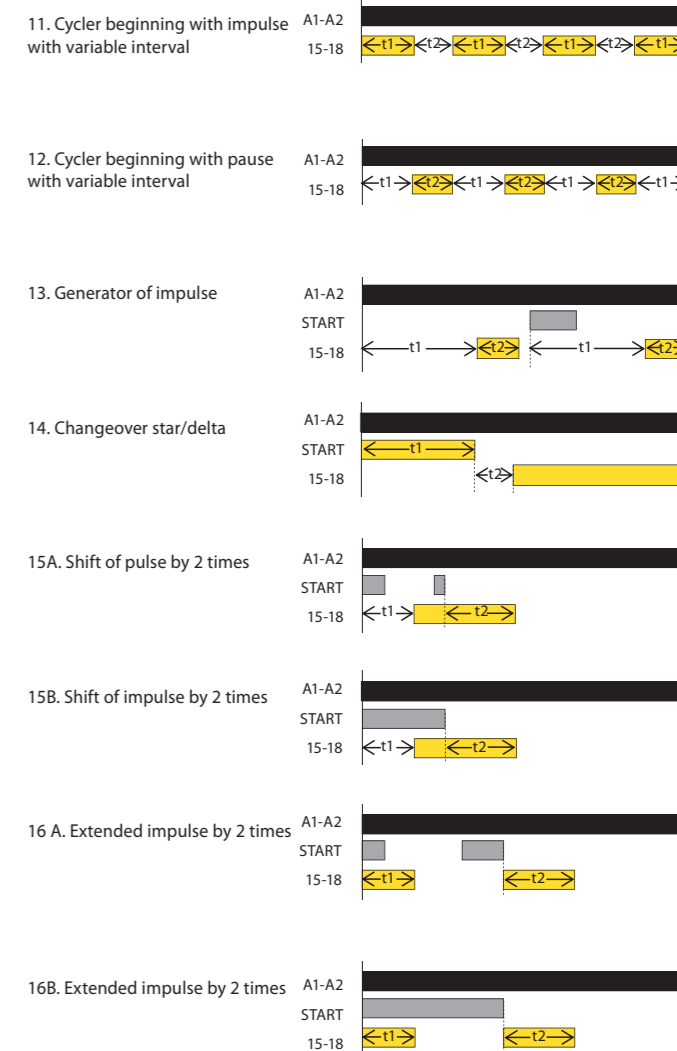 11. Cycler beginning with impulse
with variable interval
A1-A2
15-18
t1 t2 t1 t2 t1 t2 t1
12. Cycler beginning with pause
with variable interval
A1-A2
15-18
t1 t2 t1 t2 t1 t2 t1
13. Generator of impulse
A1-A2
START
15-18
t1 t2 t1 t2
14. Changeover star/delta
A1-A2
START
t1
15-18
t2
15A. Shift of pulse by 2 times
A1-A2
START
15-18
t1 t2
15B. Shift of impulse by 2 times
A1-A2
START
15-18
t1 t2
16 A. Extended impulse by 2 times
A1-A2
START
15-18
t1 t2
16B. Extended impulse by 2 times
A1-A2
START
15-18
t1 t2